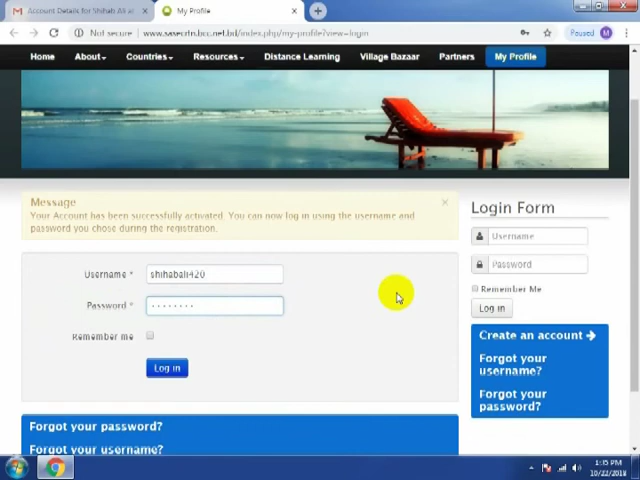 Account Details for Shihab Ali at
My Profile
Not secure
www.sasecrtn.bcc.net.bd/index.php/my-profile?view=login
Paused
M
Home
About
Countries
Resources
Distance Learning
Village Bazaar
Partners
My Profile
Message
Your Account has been successfully activated. You can now log in using the username and
password you chose during the registration.
Username *
shihabali420
Password *
Remember me
Log in
Forgot your password?
Forgot your username?
Login Form
Username
Password
Remember Me
Log in
Create an account
Forgot your
username?
Forgot your
password?
1:35 PM
10/22/2018